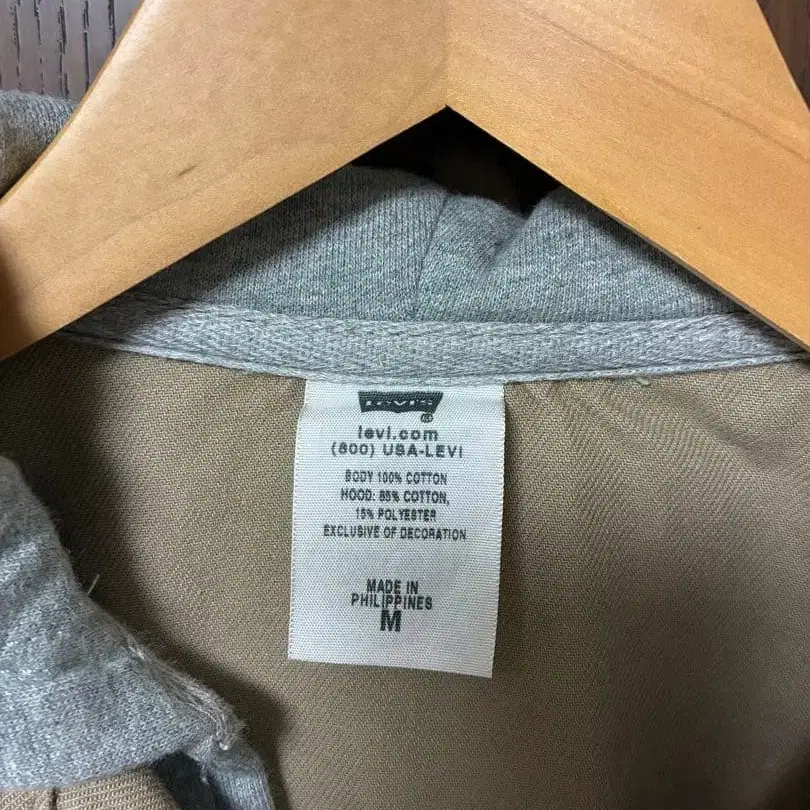 Levi's
®
levi.com
(800) USA-LEVI
BODY 100% COTTON
HOOD: 85% COTTON,
15% POLYESTER
EXCLUSIVE OF DECORATION
MADE IN
PHILIPPINES
M